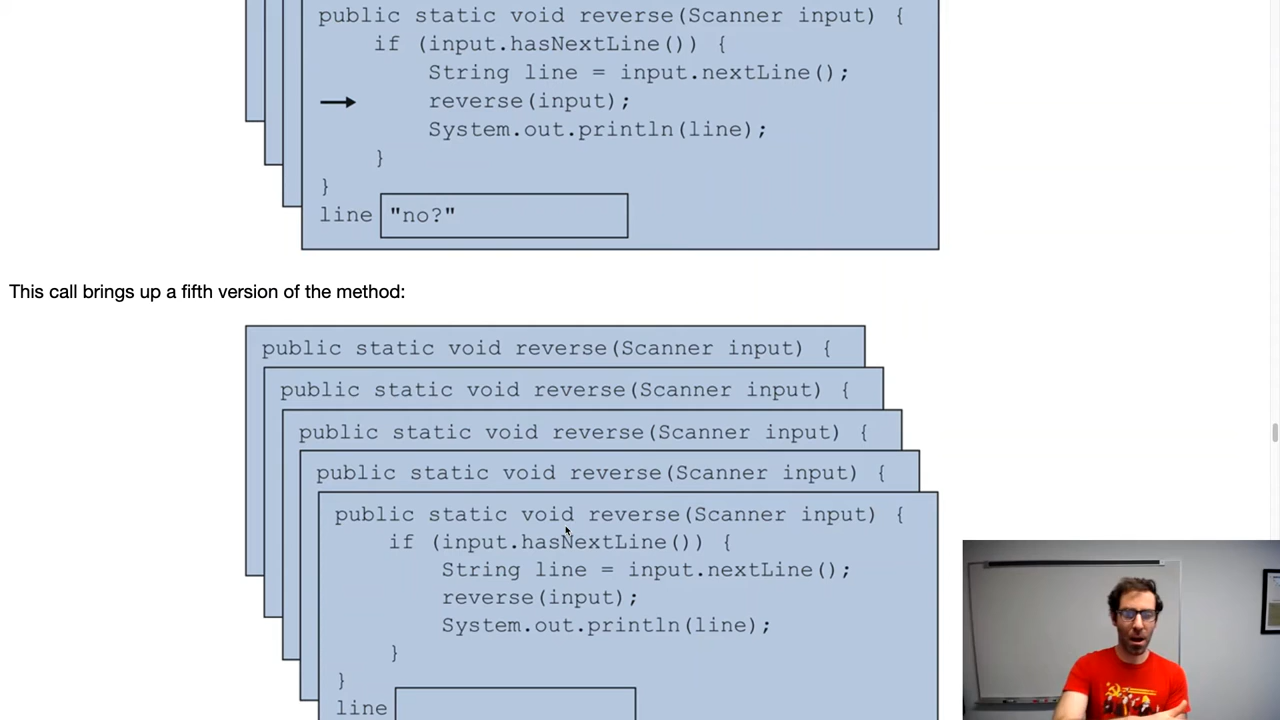 public static void reverse(Scanner input) {
if (input.hasNextLine()) {
String line = input.nextLine();
reverse(input);
System.out.println(line);
}
}
line "no?"
This call brings up a fifth version of the method:
public static void reverse(Scanner input) {
public static void reverse(Scanner input) {
public static void reverse(Scanner input) {
public static void reverse(Scanner input) {
public static void reverse(Scanner input) {
if (input.hasNextLine()) {
String line = input.nextLine();
reverse(input);
System.out.println(line);
}
}
line